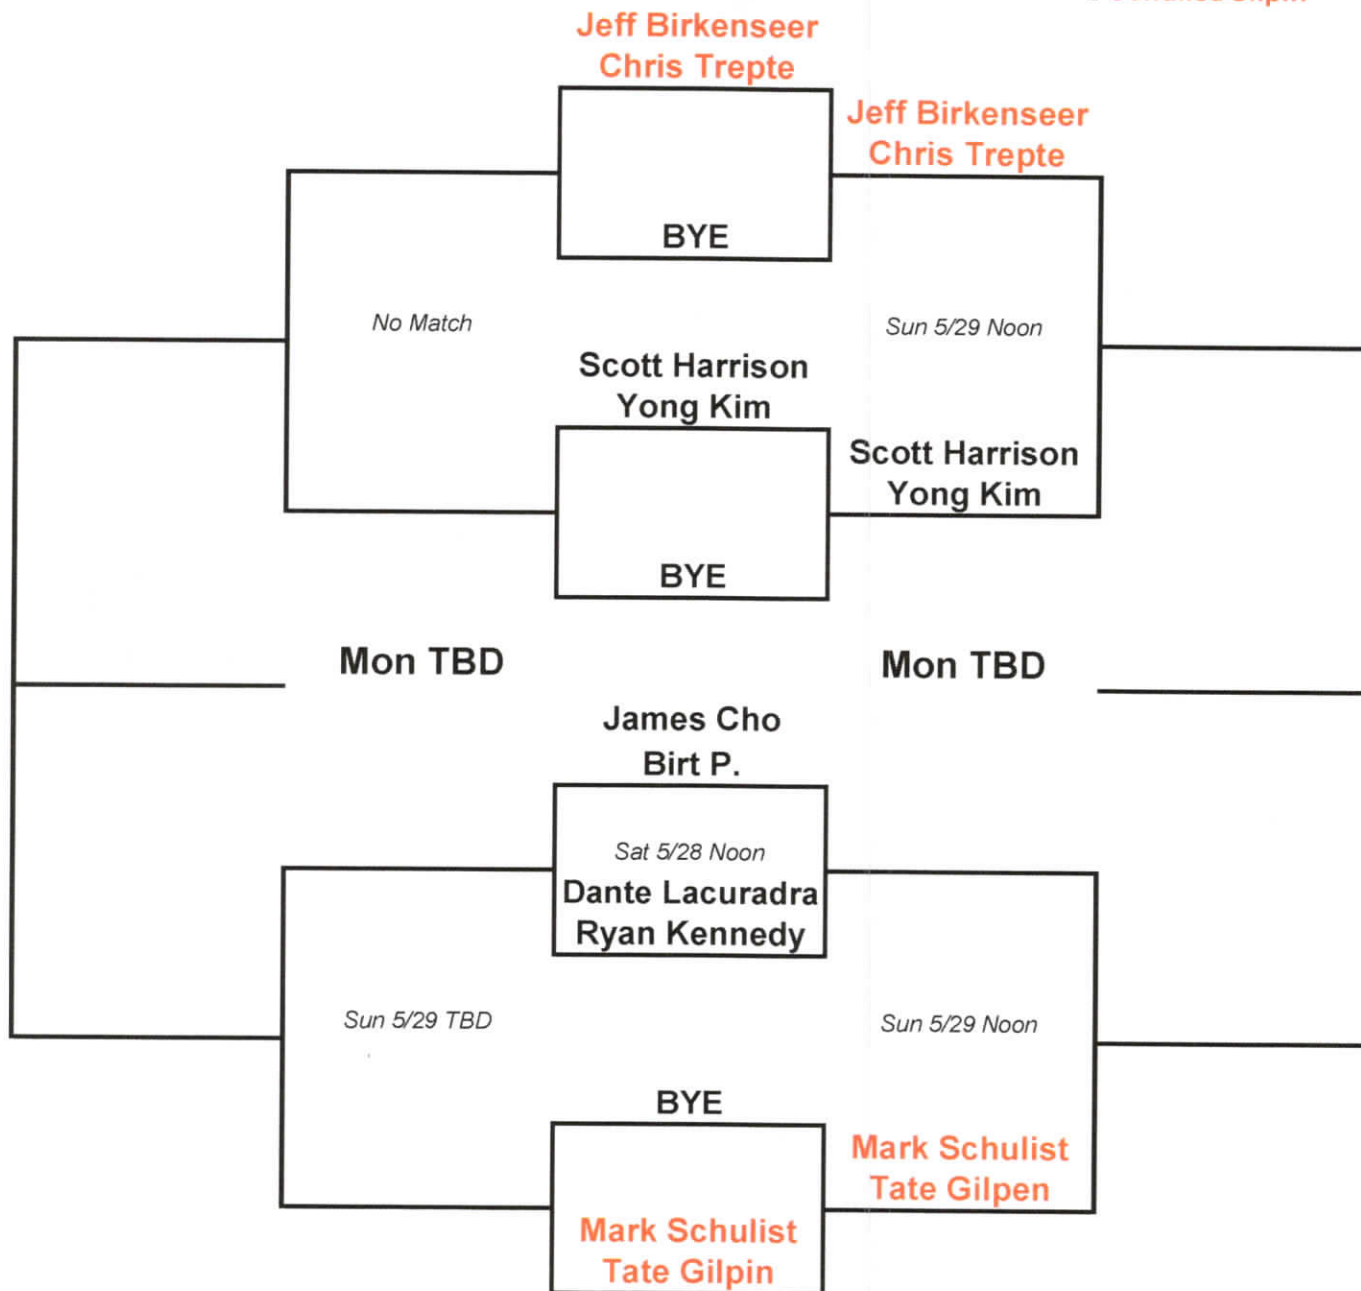 Jeff Birkenseer
Chris Trepte
Jeff Birkenseer
Chris Trepte
BYE
No Match
Sun 5/29 Noon
Scott Harrison
Yong Kim
Scott Harrison
Yong Kim
BYE
Mon TBD
Mon TBD
James Cho
Birt P.
Sat 5/28 Noon
Dante Lacuradra
Ryan Kennedy
Sun 5/29 TBD
Sun 5/29 Noon
BYE
Mark Schulist
Tate Gilpen
Mark Schulist
Tate Gilpin